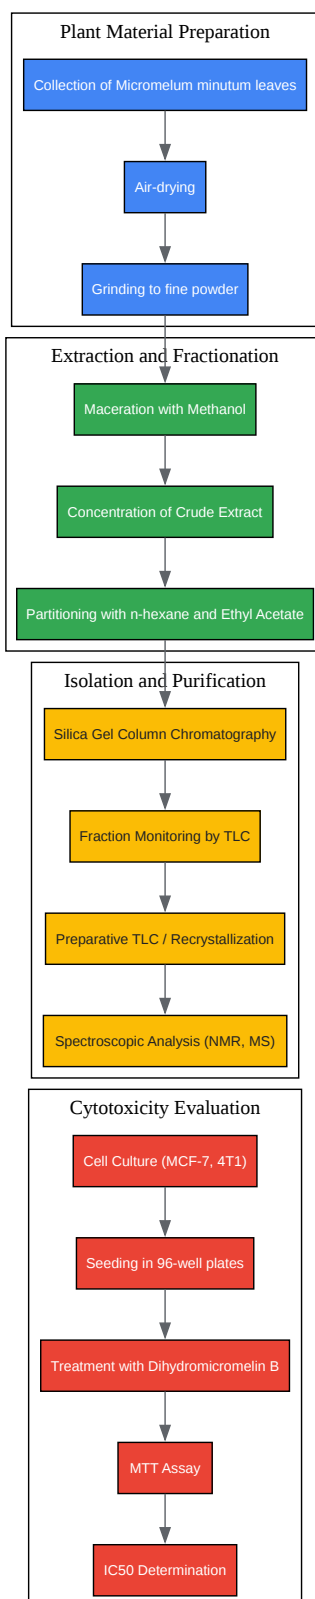 Plant Material Preparation
Collection of Micromelum minutum leaves
Air-drying
Grinding to fine powder
Extraction and Fractionation
Maceration with Methanol
Concentration of Crude Extract
Partitioning with n-hexane and Ethyl Acetate
Isolation and Purification
Silica Gel Column Chromatography
Fraction Monitoring by TLC
Preparative TLC / Recrystallization
Spectroscopic Analysis (NMR, MS)
Cytotoxicity Evaluation
Cell Culture (MCF-7, 4T1)
Seeding in 96-well plates
Treatment with Dihydromicromelin B
MTT Assay
IC50 Determination